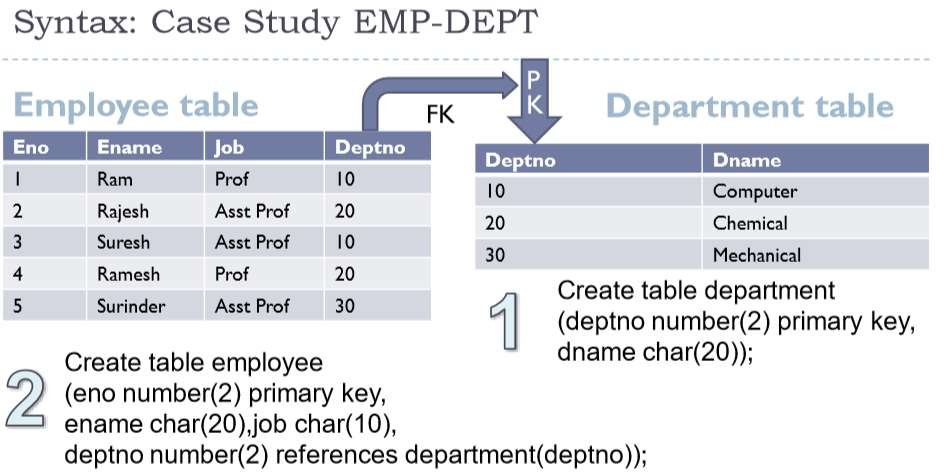 Syntax: Case Study EMP-DEPT
Employee table
FK
PK
Department table
Eno Ename Job Deptno
1 Ram Prof 10
2 Rajesh Asst Prof 20
3 Suresh Asst Prof 10
4 Ramesh Prof 20
5 Surinder Asst Prof 30
Deptno Dname
10 Computer
20 Chemical
30 Mechanical
1
Create table department
(deptno number(2) primary key,
dname char(20));
2
Create table employee
(eno number(2) primary key,
ename char(20),job char(10),
deptno number(2) references department(deptno));